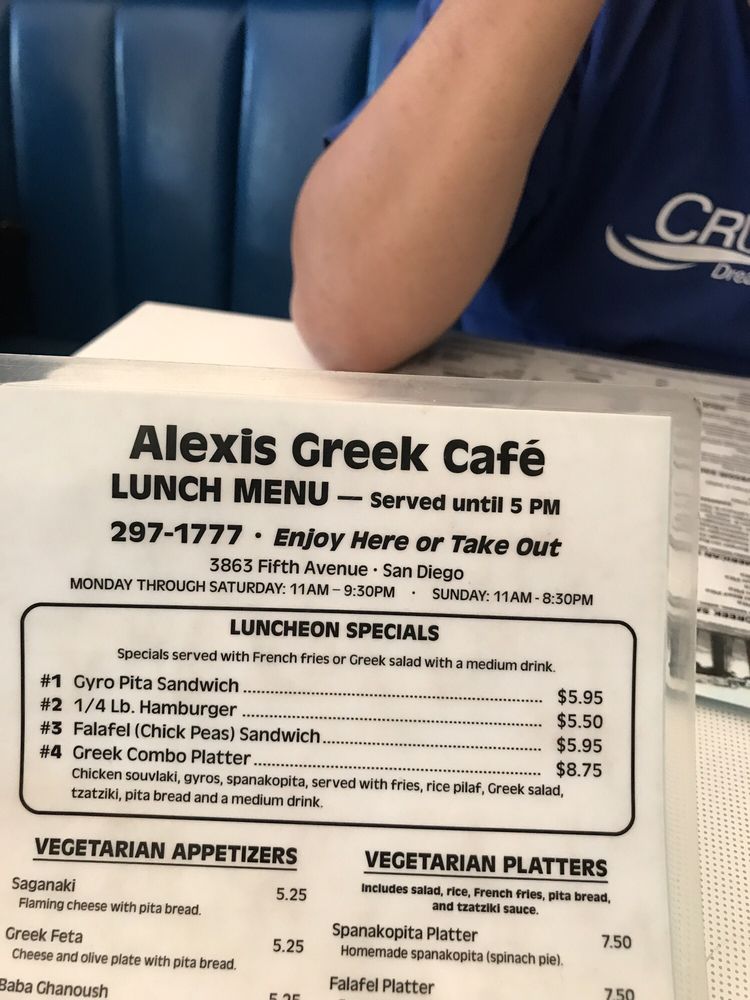 CRU
Drea
Alexis Greek Café
LUNCH MENU — Served until 5 PM
297-1777 · Enjoy Here or Take Out
3863 Fifth Avenue · San Diego
MONDAY THROUGH SATURDAY: 11AM – 9:30PM · SUNDAY: 11AM - 8:30PM
LUNCHEON SPECIALS
Specials served with French fries or Greek salad with a medium drink.
#1 Gyro Pita Sandwich ........ $5.95
#2 1/4 Lb. Hamburger ........ $5.50
#3 Falafel (Chick Peas) Sandwich ........ $5.95
#4 Greek Combo Platter ........ $8.75
Chicken souvlaki, gyros, spanakopita, served with fries, rice pilaf, Greek salad,
tzatziki, pita bread and a medium drink.
VEGETARIAN APPETIZERS
Saganaki 5.25
Flaming cheese with pita bread.
Greek Feta 5.25
Cheese and olive plate with pita bread.
Baba Ghanoush 5.25
VEGETARIAN PLATTERS
Includes salad, rice, French fries, pita bread,
and tzatziki sauce.
Spanakopita Platter 7.50
Homemade spanakopita (spinach pie).
Falafel Platter 7.50